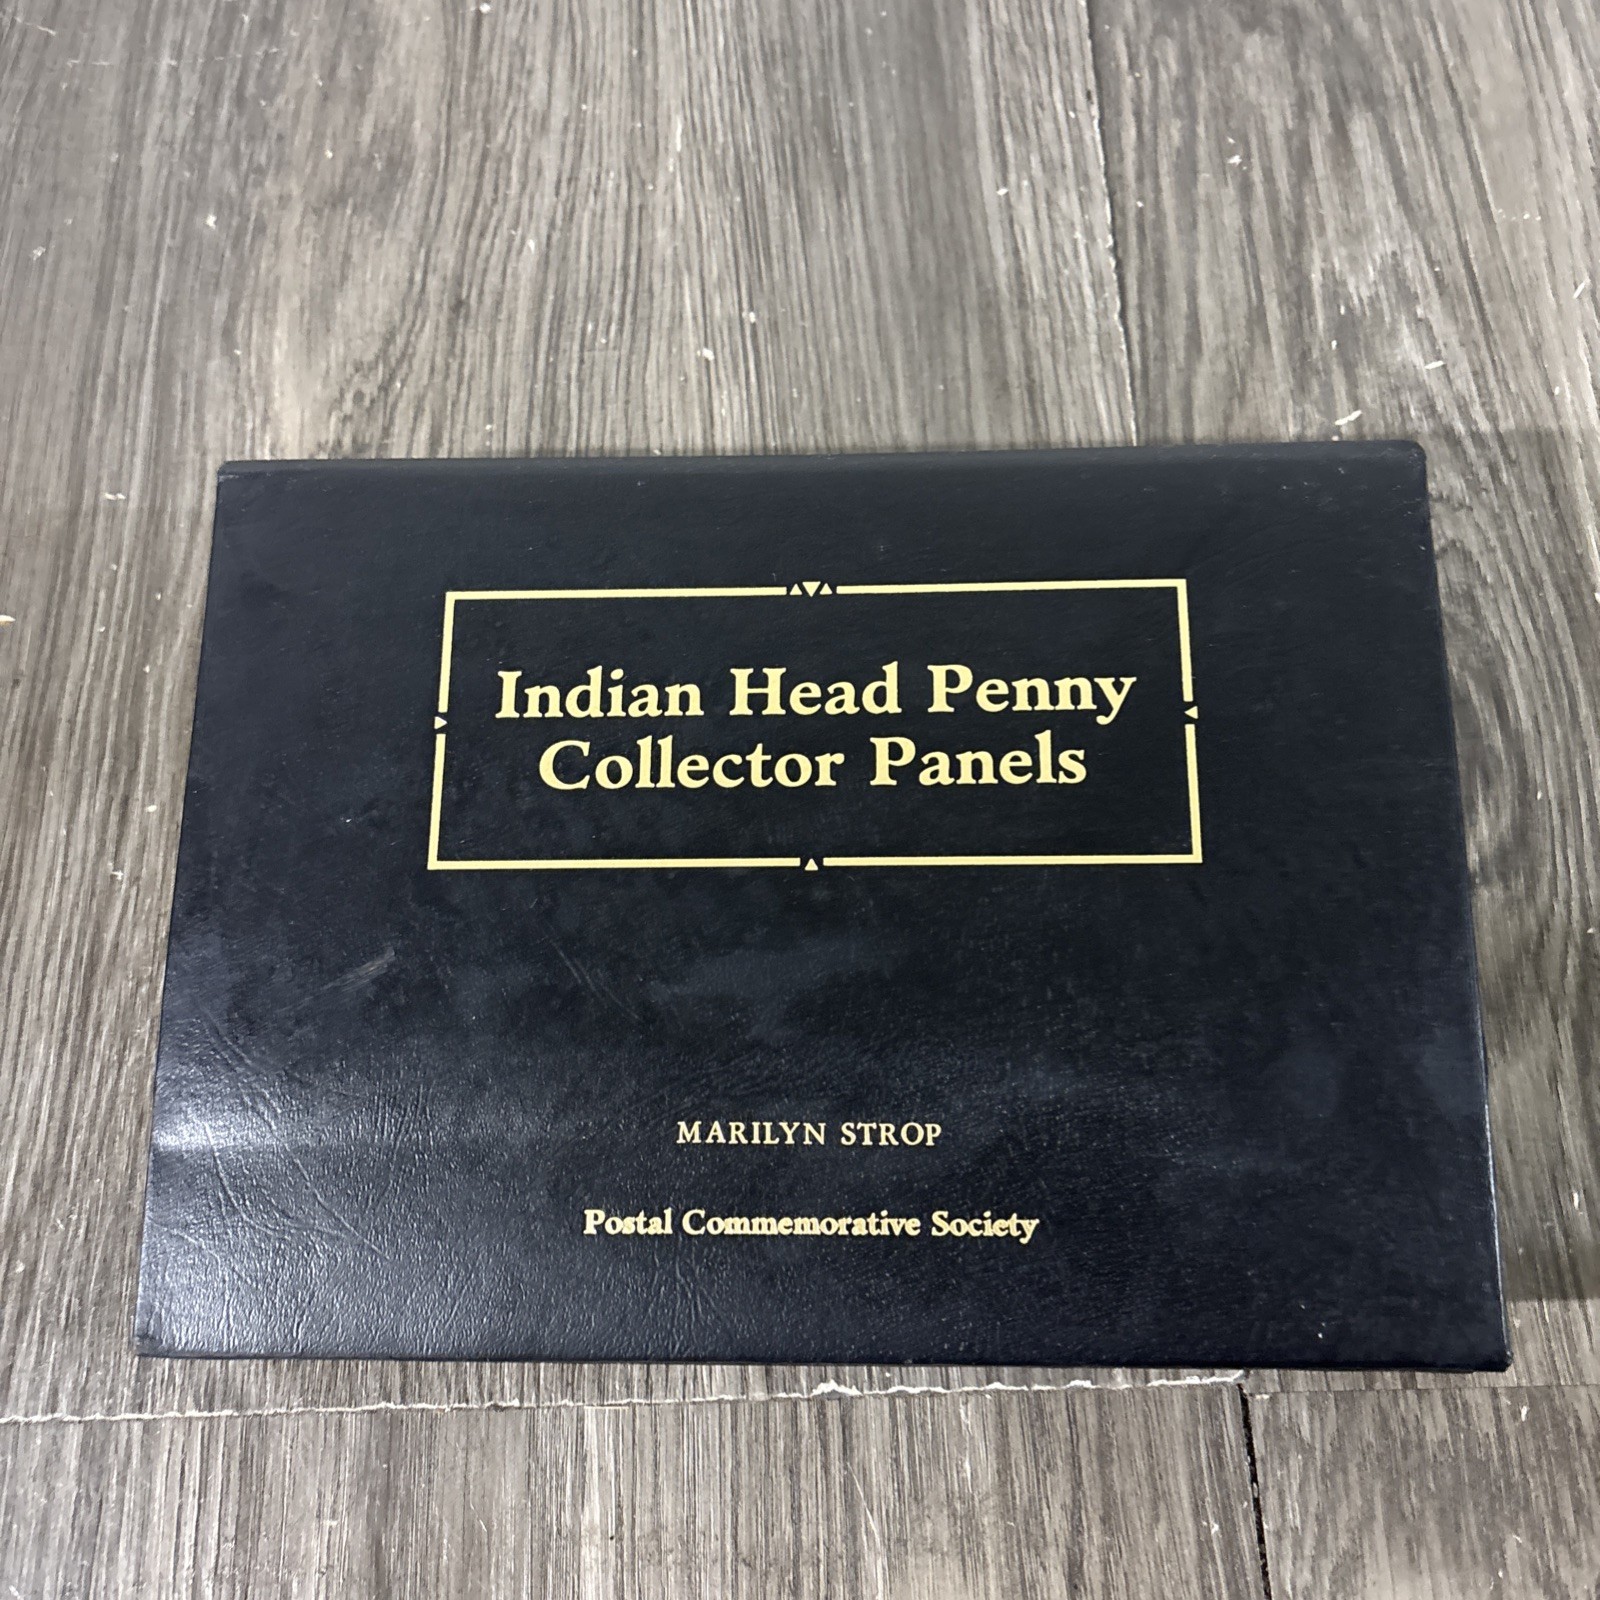 Indian Head Penny
Collector Panels
MARILYN STROP
Postal Commemorative Society